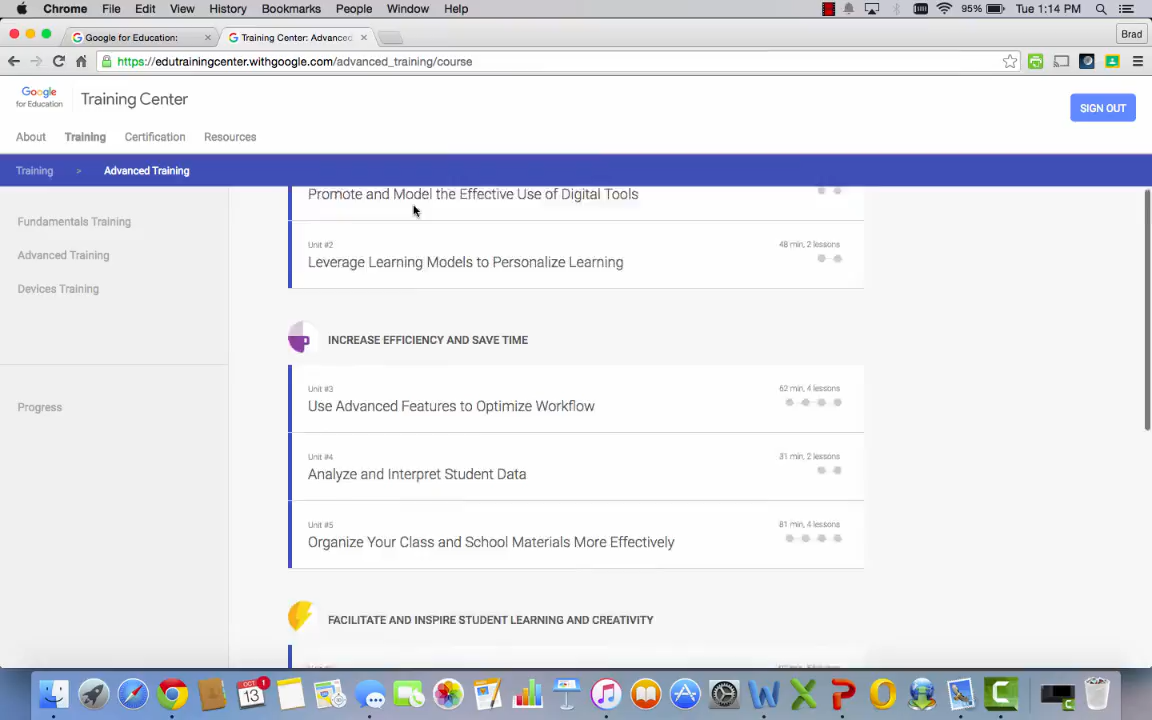 Chrome File Edit View History Bookmarks People Window Help 95% Tue 1:14 PM
Google for Education: Training Center: Advanced Brad
https://edutrainingcenter.withgoogle.com/advanced_training/course
Google for Education Training Center SIGN OUT
About Training Certification Resources
Training > Advanced Training
Promote and Model the Effective Use of Digital Tools
Fundamentals Training
Unit #2 48 min, 2 lessons
Advanced Training
Leverage Learning Models to Personalize Learning
Devices Training
INCREASE EFFICIENCY AND SAVE TIME
Unit #3 62 min, 4 lessons
Use Advanced Features to Optimize Workflow
Progress
Unit #4 31 min, 2 lessons
Analyze and Interpret Student Data
Unit #5 81 min, 4 lessons
Organize Your Class and School Materials More Effectively
FACILITATE AND INSPIRE STUDENT LEARNING AND CREATIVITY
OCT 13 1